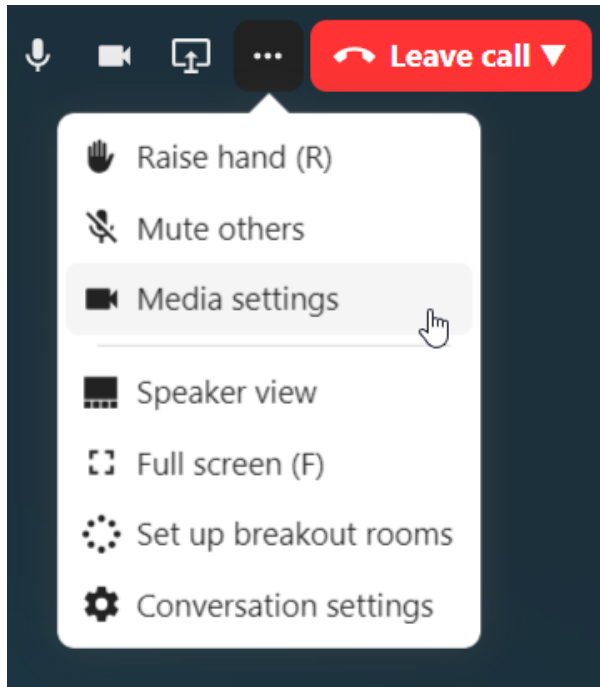 Leave call
Raise hand (R)
Mute others
Media settings
Speaker view
Full screen (F)
Set up breakout rooms
Conversation settings